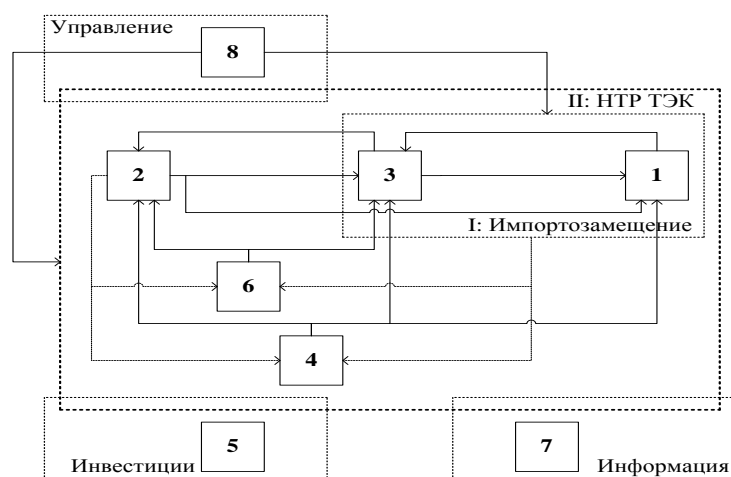 Управление
8
II: НТР ТЭК
2
3
1
I: Импортозамещение
6
4
5
7
Инвестиции
Информация